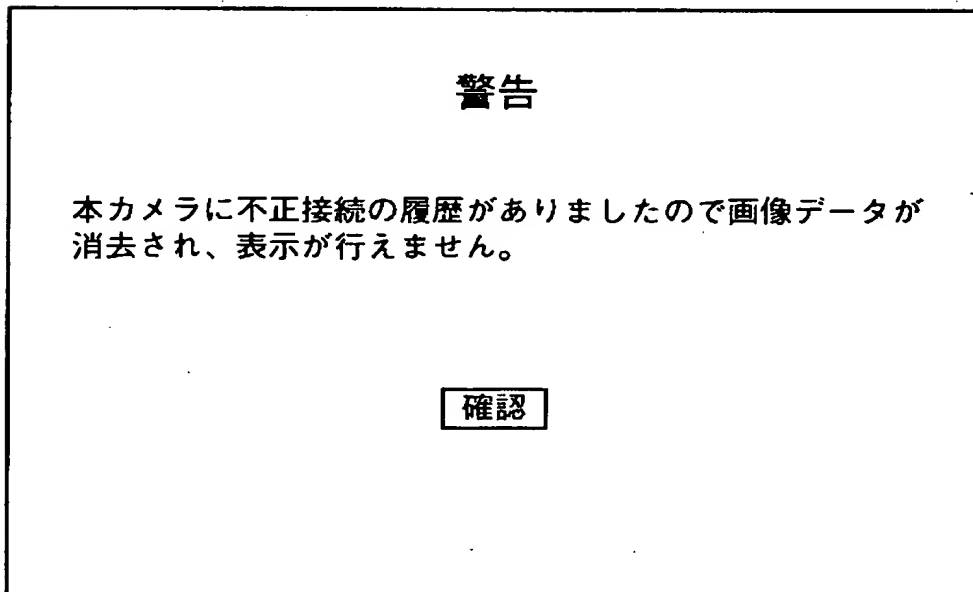 警告
本カメラに不正接続の履歴がありましたので画像データが
消去され、表示が行えません。
確認